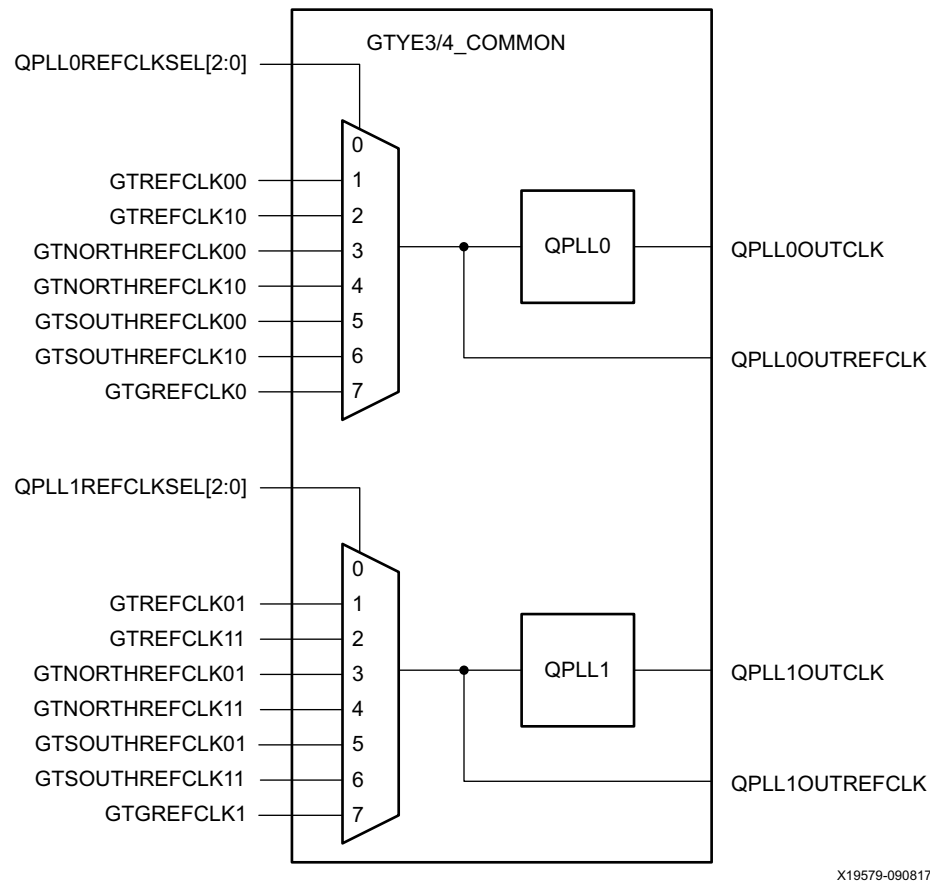 GTYE3/4_COMMON
QPLL0REFCLKSEL[2:0]
0
GTREFCLK00 1
GTREFCLK10 2
GTNORTHREFCLK00 3
GTNORTHREFCLK10 4
GTSOUTHREFCLK00 5
GTSOUTHREFCLK10 6
GTGREFCLK0 7
QPLL0
QPLL0OUTCLK
QPLL0OUTREFCLK
QPLL1REFCLKSEL[2:0]
0
GTREFCLK01 1
GTREFCLK11 2
GTNORTHREFCLK01 3
GTNORTHREFCLK11 4
GTSOUTHREFCLK01 5
GTSOUTHREFCLK11 6
GTGREFCLK1 7
QPLL1
QPLL1OUTCLK
QPLL1OUTREFCLK
X19579-090817